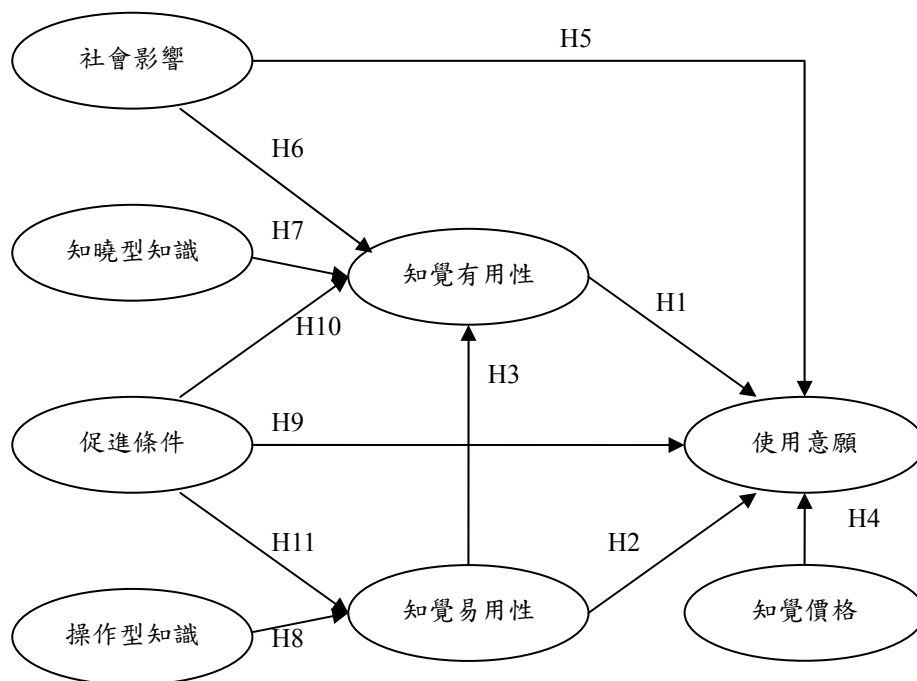 社會影響
H5
H6
知曉型知識
H7
知覺有用性
H1
H10
H3
促進條件
H9
使用意願
H4
H11
H2
操作型知識
H8
知覺易用性
知覺價格